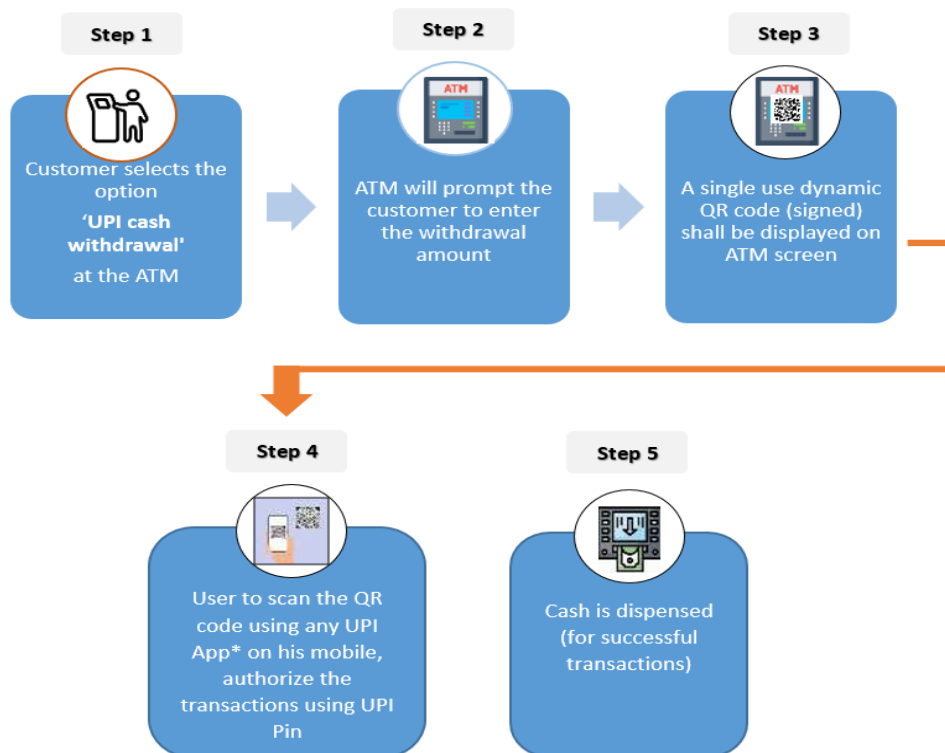 Step 1
Step 2
Step 3
ATM
ATM
Customer selects the
option
‘UPI cash
withdrawal'
at the ATM
ATM will prompt the
customer to enter
the withdrawal
amount
A single use dynamic
QR code (signed)
shall be displayed on
ATM screen
Step 4
Step 5
User to scan the QR
code using any UPI
App* on his mobile,
authorize the
transactions using UPI
Pin
Cash is dispensed
(for successful
transactions)